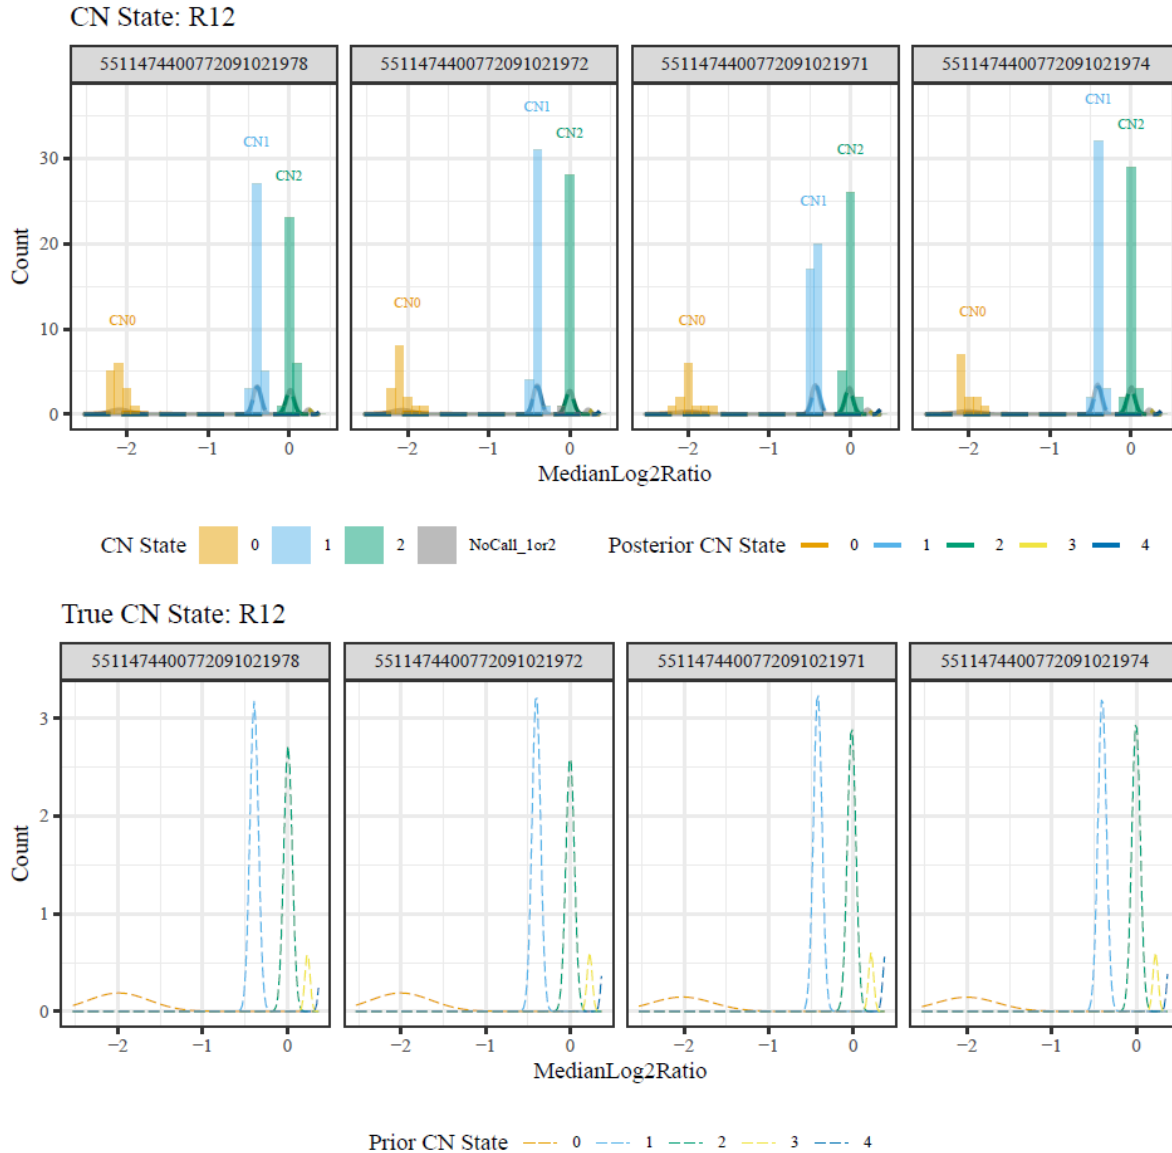 CN State: R12
5511474400772091021978 5511474400772091021972 5511474400772091021971 5511474400772091021974
CN1 CN1 CN1
CN2 CN2 CN2
CN2
CN1
CN0 CN0 CN0 CN0
30
20
10
0
Count
−2 −1 0 −2 −1 0 −2 −1 0 −2 −1 0
MedianLog2Ratio
CN State 0 1 2 NoCall_1or2 Posterior CN State 0 1 2 3 4
True CN State: R12
5511474400772091021978 5511474400772091021972 5511474400772091021971 5511474400772091021974
3
2
1
0
Count
−2 −1 0 −2 −1 0 −2 −1 0 −2 −1 0
MedianLog2Ratio
Prior CN State 0 1 2 3 4